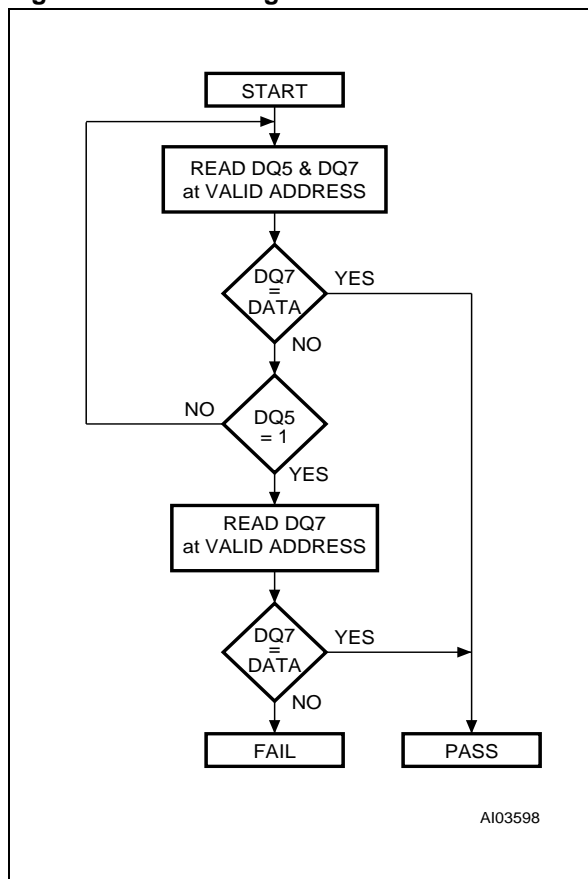 START
READ DQ5 & DQ7
at VALID ADDRESS
DQ7
=
DATA
YES
NO
DQ5
= 1
NO
YES
READ DQ7
at VALID ADDRESS
DQ7
=
DATA
YES
NO
FAIL
PASS
AI03598